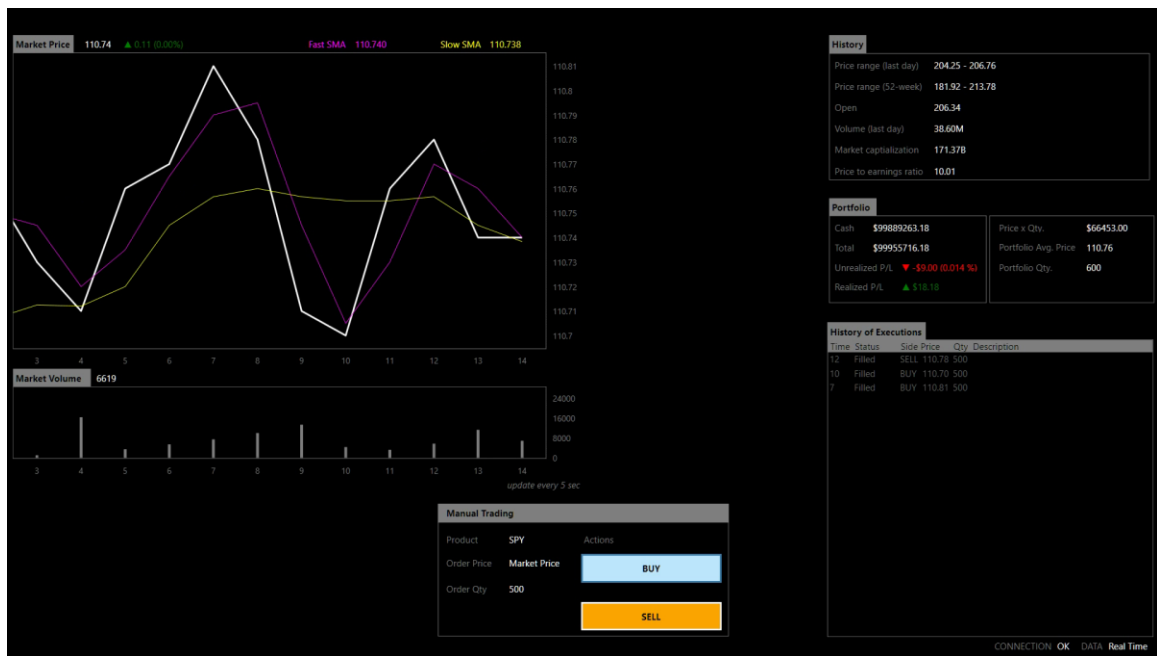 Market Price 110.74 ▲ 0.11 (0.00%) Fast SMA 110.740 Slow SMA 110.738
110.81
110.8
110.79
110.78
110.77
110.76
110.75
110.74
110.73
110.72
110.71
110.7
3 4 5 6 7 8 9 10 11 12 13 14
Market Volume 6619
24000
16000
8000
0
3 4 5 6 7 8 9 10 11 12 13 14
update every 5 sec
Manual Trading
Product SPY Actions
Order Price Market Price BUY
Order Qty 500
SELL
History
Price range (last day) 204.25 - 206.76
Price range (52-week) 181.92 - 213.78
Open 206.34
Volume (last day) 38.60M
Market captialization 171.37B
Price to earnings ratio 10.01
Portfolio
Cash $99889263.18 Price x Qty. $66453.00
Total $99955716.18 Portfolio Avg. Price 110.76
Unrealized P/L ▼ -$9.00 (0.014 %) Portfolio Qty. 600
Realized P/L ▲ $18.18
History of Executions
Time Status Side Price Qty Description
12 Filled SELL 110.78 500
10 Filled BUY 110.70 500
7 Filled BUY 110.81 500
CONNECTION OK DATA Real Time